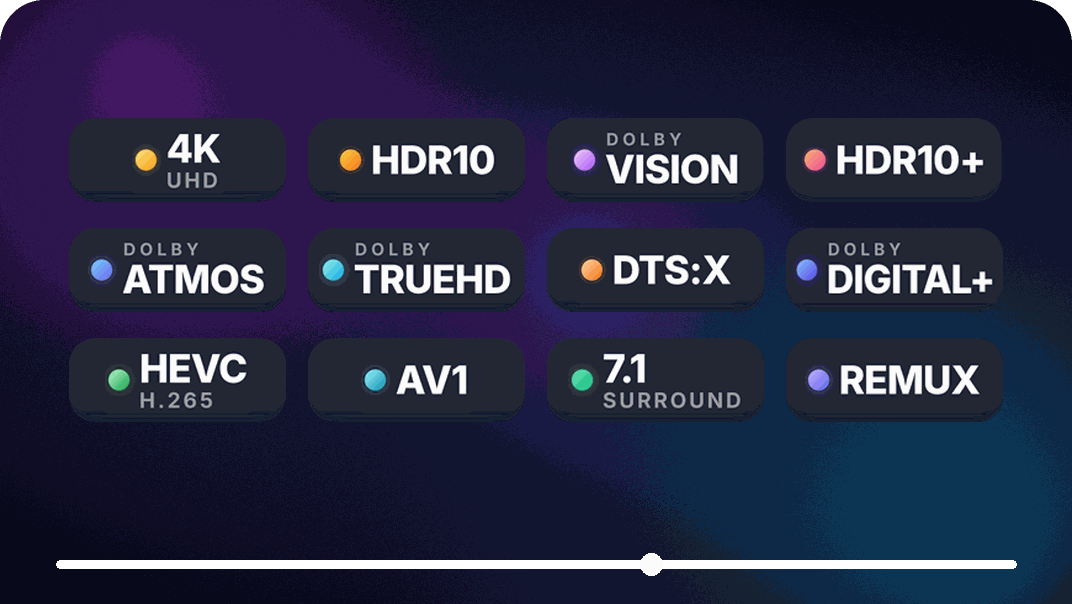 4K
UHD
HDR10
DOLBY
VISION
HDR10+
DOLBY
ATMOS
DOLBY
TRUEHD
DTS:X
DOLBY
DIGITAL+
HEVC
H.265
AV1
7.1
SURROUND
REMUX